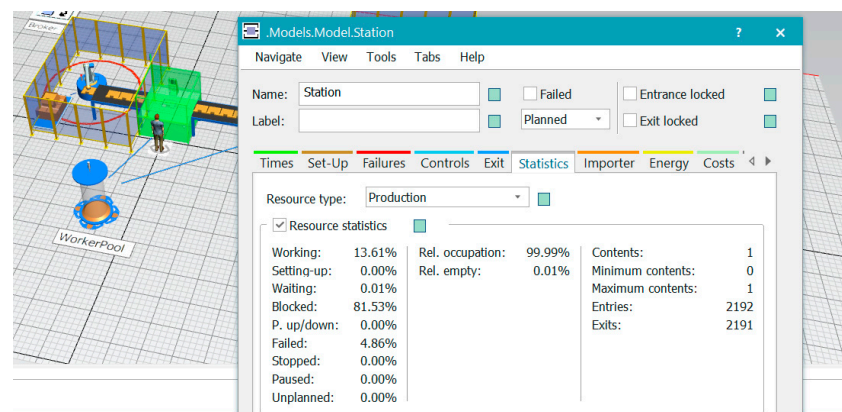 Broker
.Models.Model.Station ? ×
Navigate View Tools Tabs Help
Name: Station Failed Entrance locked
Label: Planned Exit locked
Times Set-Up Failures Controls Exit Statistics Importer Energy Costs
Resource type: Production
Resource statistics
Working: 13.61% Rel. occupation: 99.99% Contents: 1
Setting-up: 0.00% Rel. empty: 0.01% Minimum contents: 0
Waiting: 0.01% Maximum contents: 1
Blocked: 81.53% Entries: 2192
P. up/down: 0.00% Exits: 2191
Failed: 4.86%
Stopped: 0.00%
Paused: 0.00%
Unplanned: 0.00%
WorkerPool